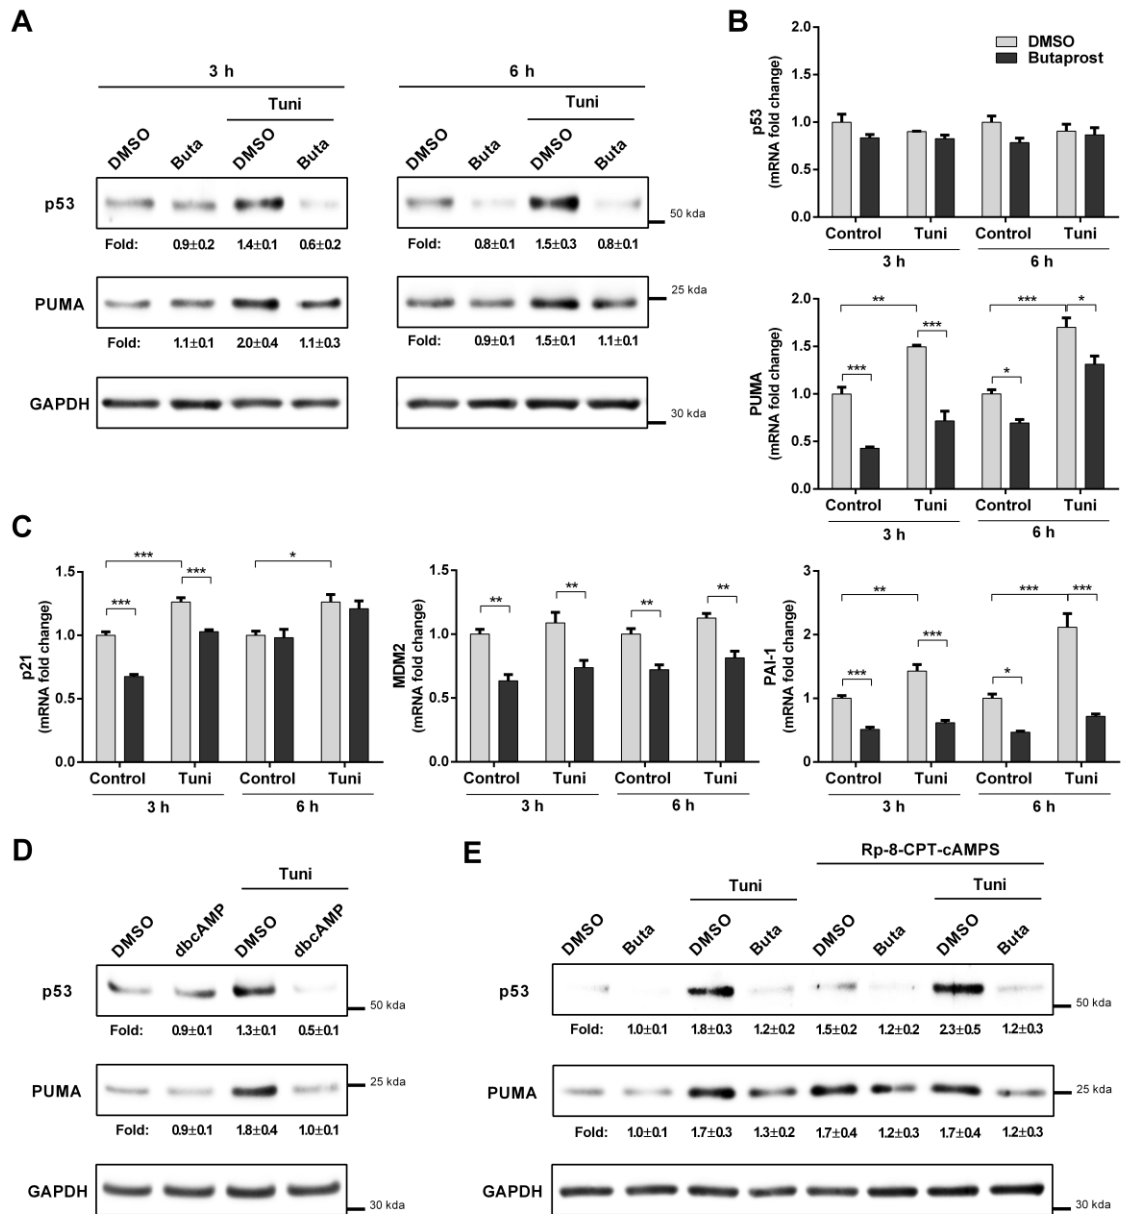 A
3 h
6 h
Tuni
Tuni
DMSO
Buta
DMSO
Buta
DMSO
Buta
DMSO
Buta
p53
50 kda
Fold: 0.9±0.2 1.4±0.1 0.6±0.2
Fold: 0.8±0.1 1.5±0.3 0.8±0.1
PUMA
25 kda
Fold: 1.1±0.1 2.0±0.4 1.1±0.3
Fold: 0.9±0.1 1.5±0.1 1.1±0.1
GAPDH
30 kda
B
DMSO
Butaprost
p53
(mRNA fold change)
2.0
1.5
1.0
0.5
0.0
Control Tuni Control Tuni
3 h 6 h
PUMA
(mRNA fold change)
2.0
1.5
1.0
0.5
0.0
** *** *** * *** *
Control Tuni Control Tuni
3 h 6 h
C
p21
(mRNA fold change)
1.5
1.0
0.5
0.0
*** *** *** *
Control Tuni Control Tuni
3 h 6 h
MDM2
(mRNA fold change)
1.5
1.0
0.5
0.0
** ** ** **
Control Tuni Control Tuni
3 h 6 h
PAI-1
(mRNA fold change)
3
2
1
0
** *** *** *** *** *
Control Tuni Control Tuni
3 h 6 h
D
Tuni
DMSO
dbcAMP
DMSO
dbcAMP
p53
50 kda
Fold: 0.9±0.1 1.3±0.1 0.5±0.1
PUMA
25 kda
Fold: 0.9±0.1 1.8±0.4 1.0±0.1
GAPDH
30 kda
E
Rp-8-CPT-cAMPS
Tuni
Tuni
DMSO
Buta
DMSO
Buta
DMSO
Buta
DMSO
Buta
p53
50 kda
Fold: 1.0±0.1 1.8±0.3 1.2±0.2 1.5±0.2 1.2±0.2 2.3±0.5 1.2±0.3
PUMA
25 kda
Fold: 1.0±0.1 1.7±0.3 1.3±0.2 1.7±0.4 1.2±0.3 1.7±0.4 1.2±0.3
GAPDH
30 kda